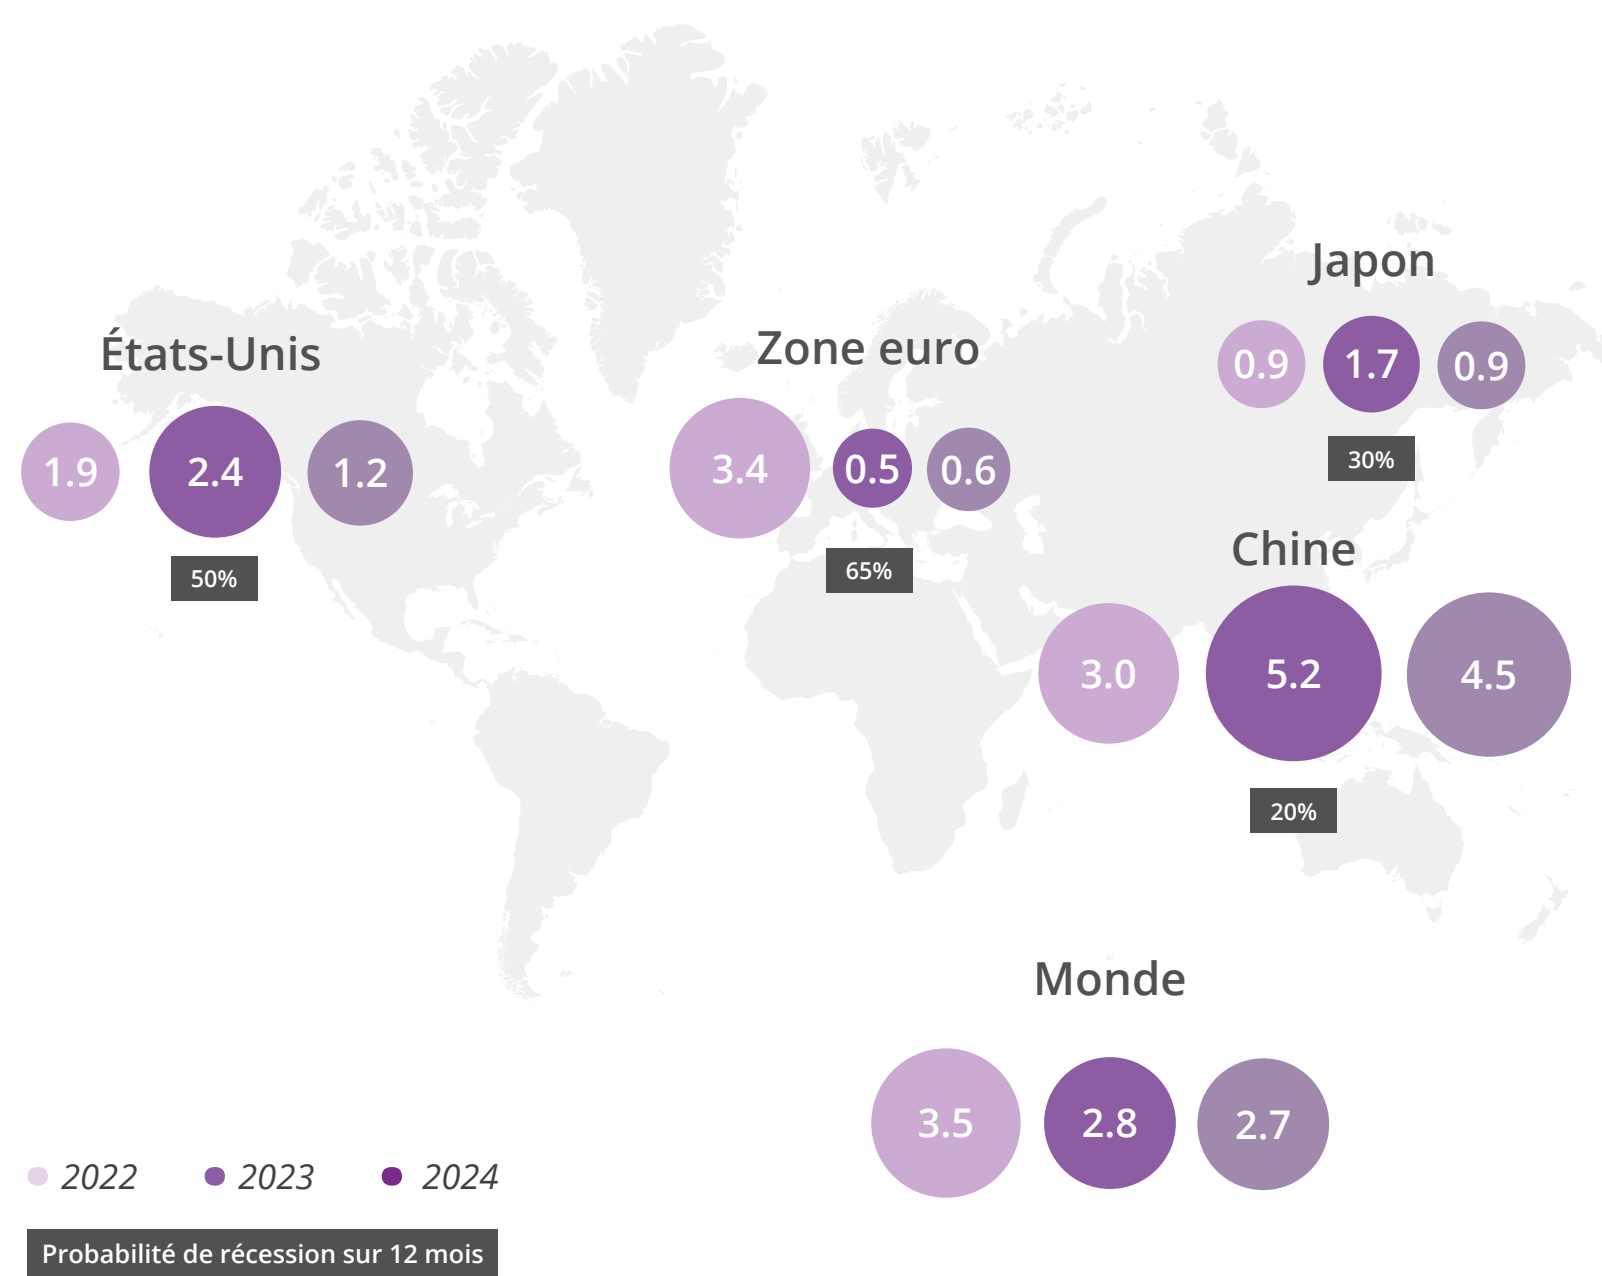 Japon
0.9 1.7 0.9
30%
États-Unis
1.9 2.4 1.2
50%
Zone euro
3.4 0.5 0.6
65%
Chine
3.0 5.2 4.5
20%
Monde
3.5 2.8 2.7
2022 2023 2024
Probabilité de récession sur 12 mois